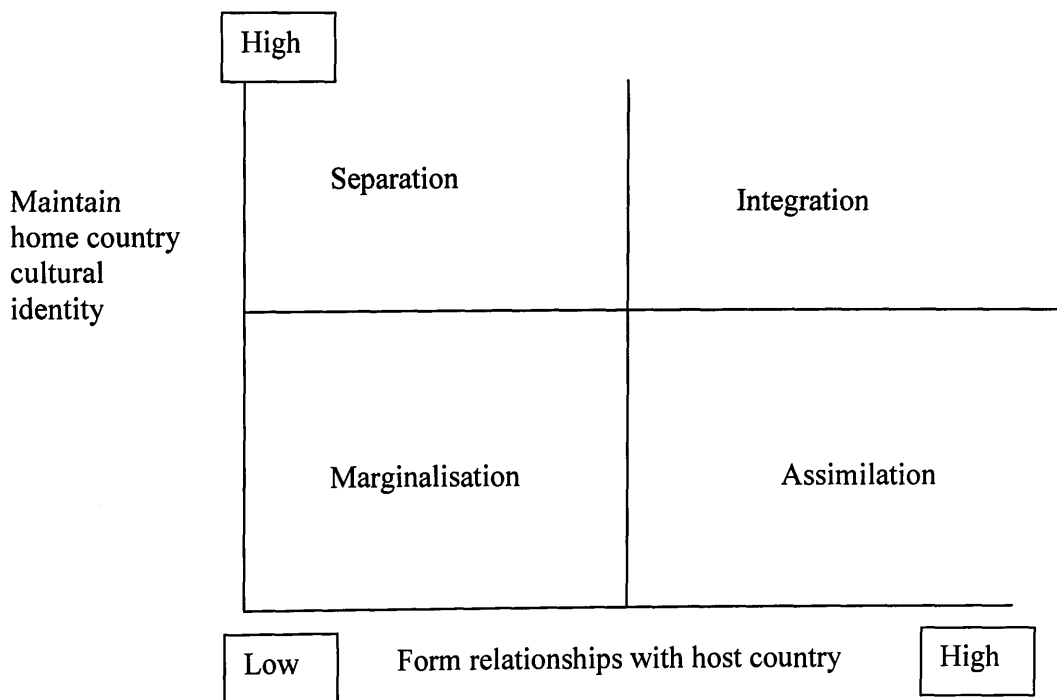 High
Separation
Integration
Maintain
home country
cultural
identity
Marginalisation
Assimilation
Low
Form relationships with host country
High